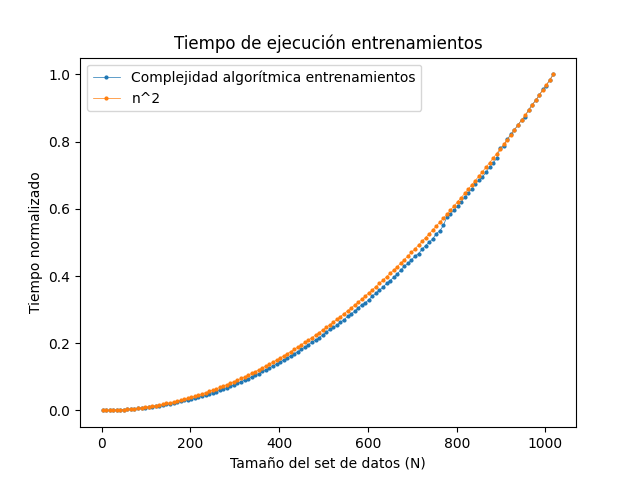 Tiempo de ejecución entrenamientos
Complejidad algorítmica entrenamientos
n^2
Tiempo normalizado
1.0
0.8
0.6
0.4
0.2
0.0
0 200 400 600 800 1000
Tamaño del set de datos (N)